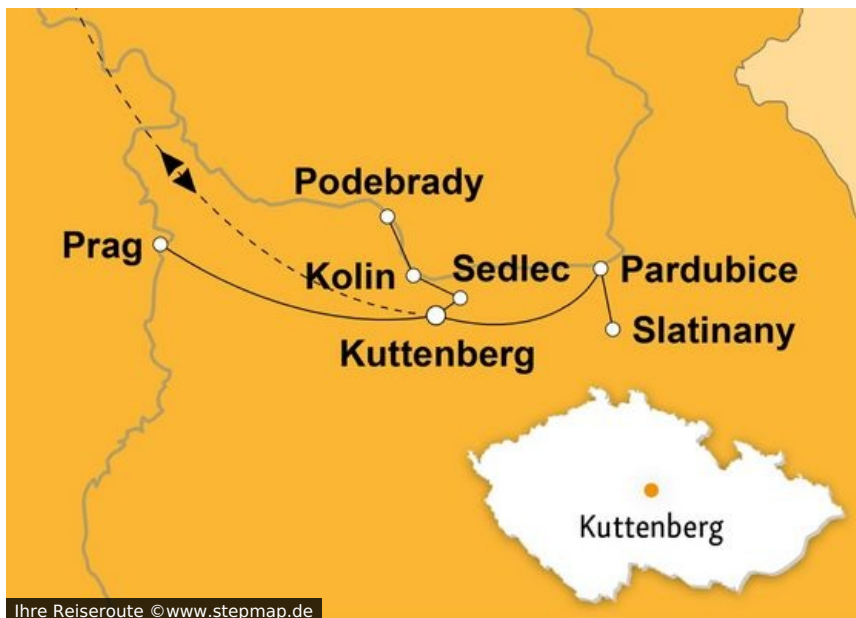 Podebrady
Prag
Kolin
Sedlec
Pardubice
Kuttenberg
Slatinany
Kuttenberg
Ihre Reiseroute ©www.stepmap.de